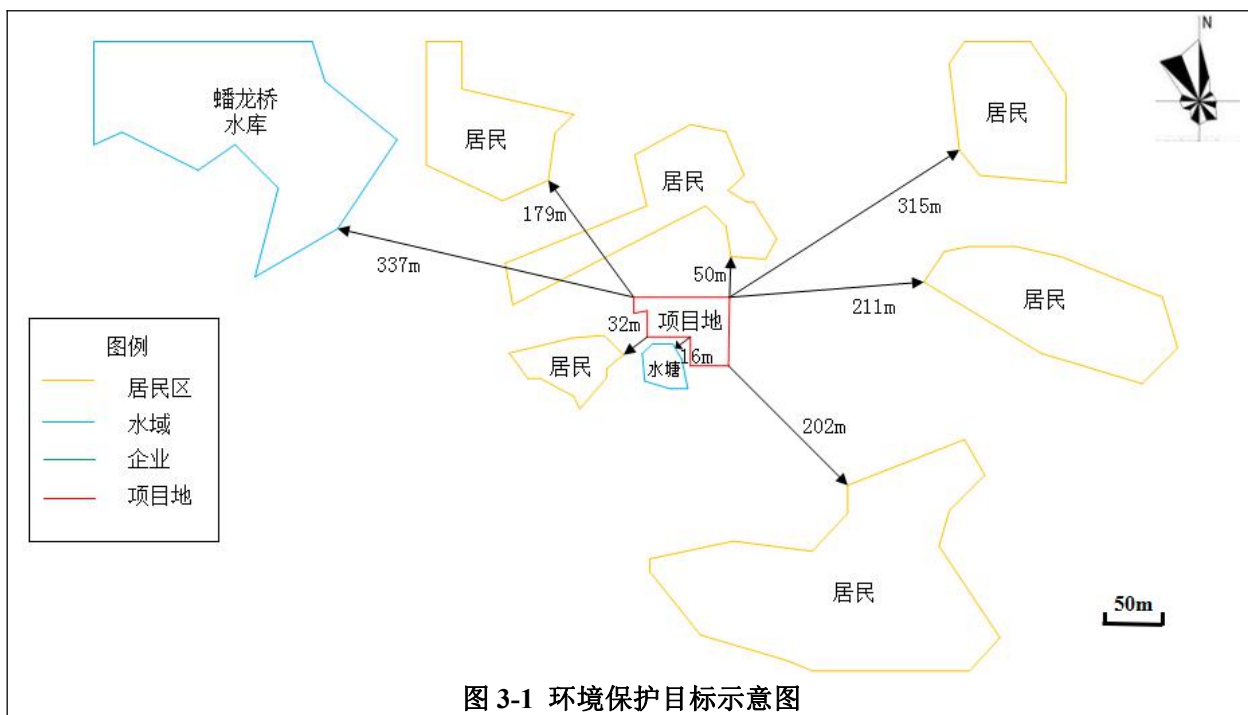 N
蟠龙桥
水库
居民
居民
居民
179m
315m
337m
50m
211m
居民
32m
项目地
16m
居民
水塘
图例
居民区
水域
企业
项目地
202m
居民
50m
图 3-1 环境保护目标示意图